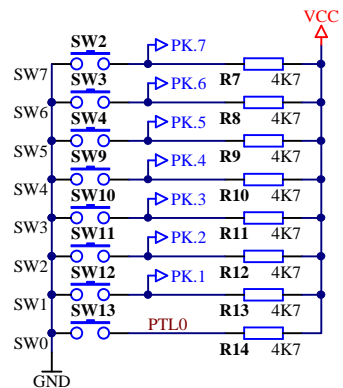 VCC
SW2
PK.7
SW7
R7
4K7
SW3
PK.6
SW6
R8
4K7
SW4
PK.5
SW5
R9
4K7
SW9
PK.4
SW4
R10
4K7
SW10
PK.3
SW3
R11
4K7
SW11
PK.2
SW2
R12
4K7
SW12
PK.1
SW1
R13
4K7
SW13
PTL0
SW0
R14
4K7
GND